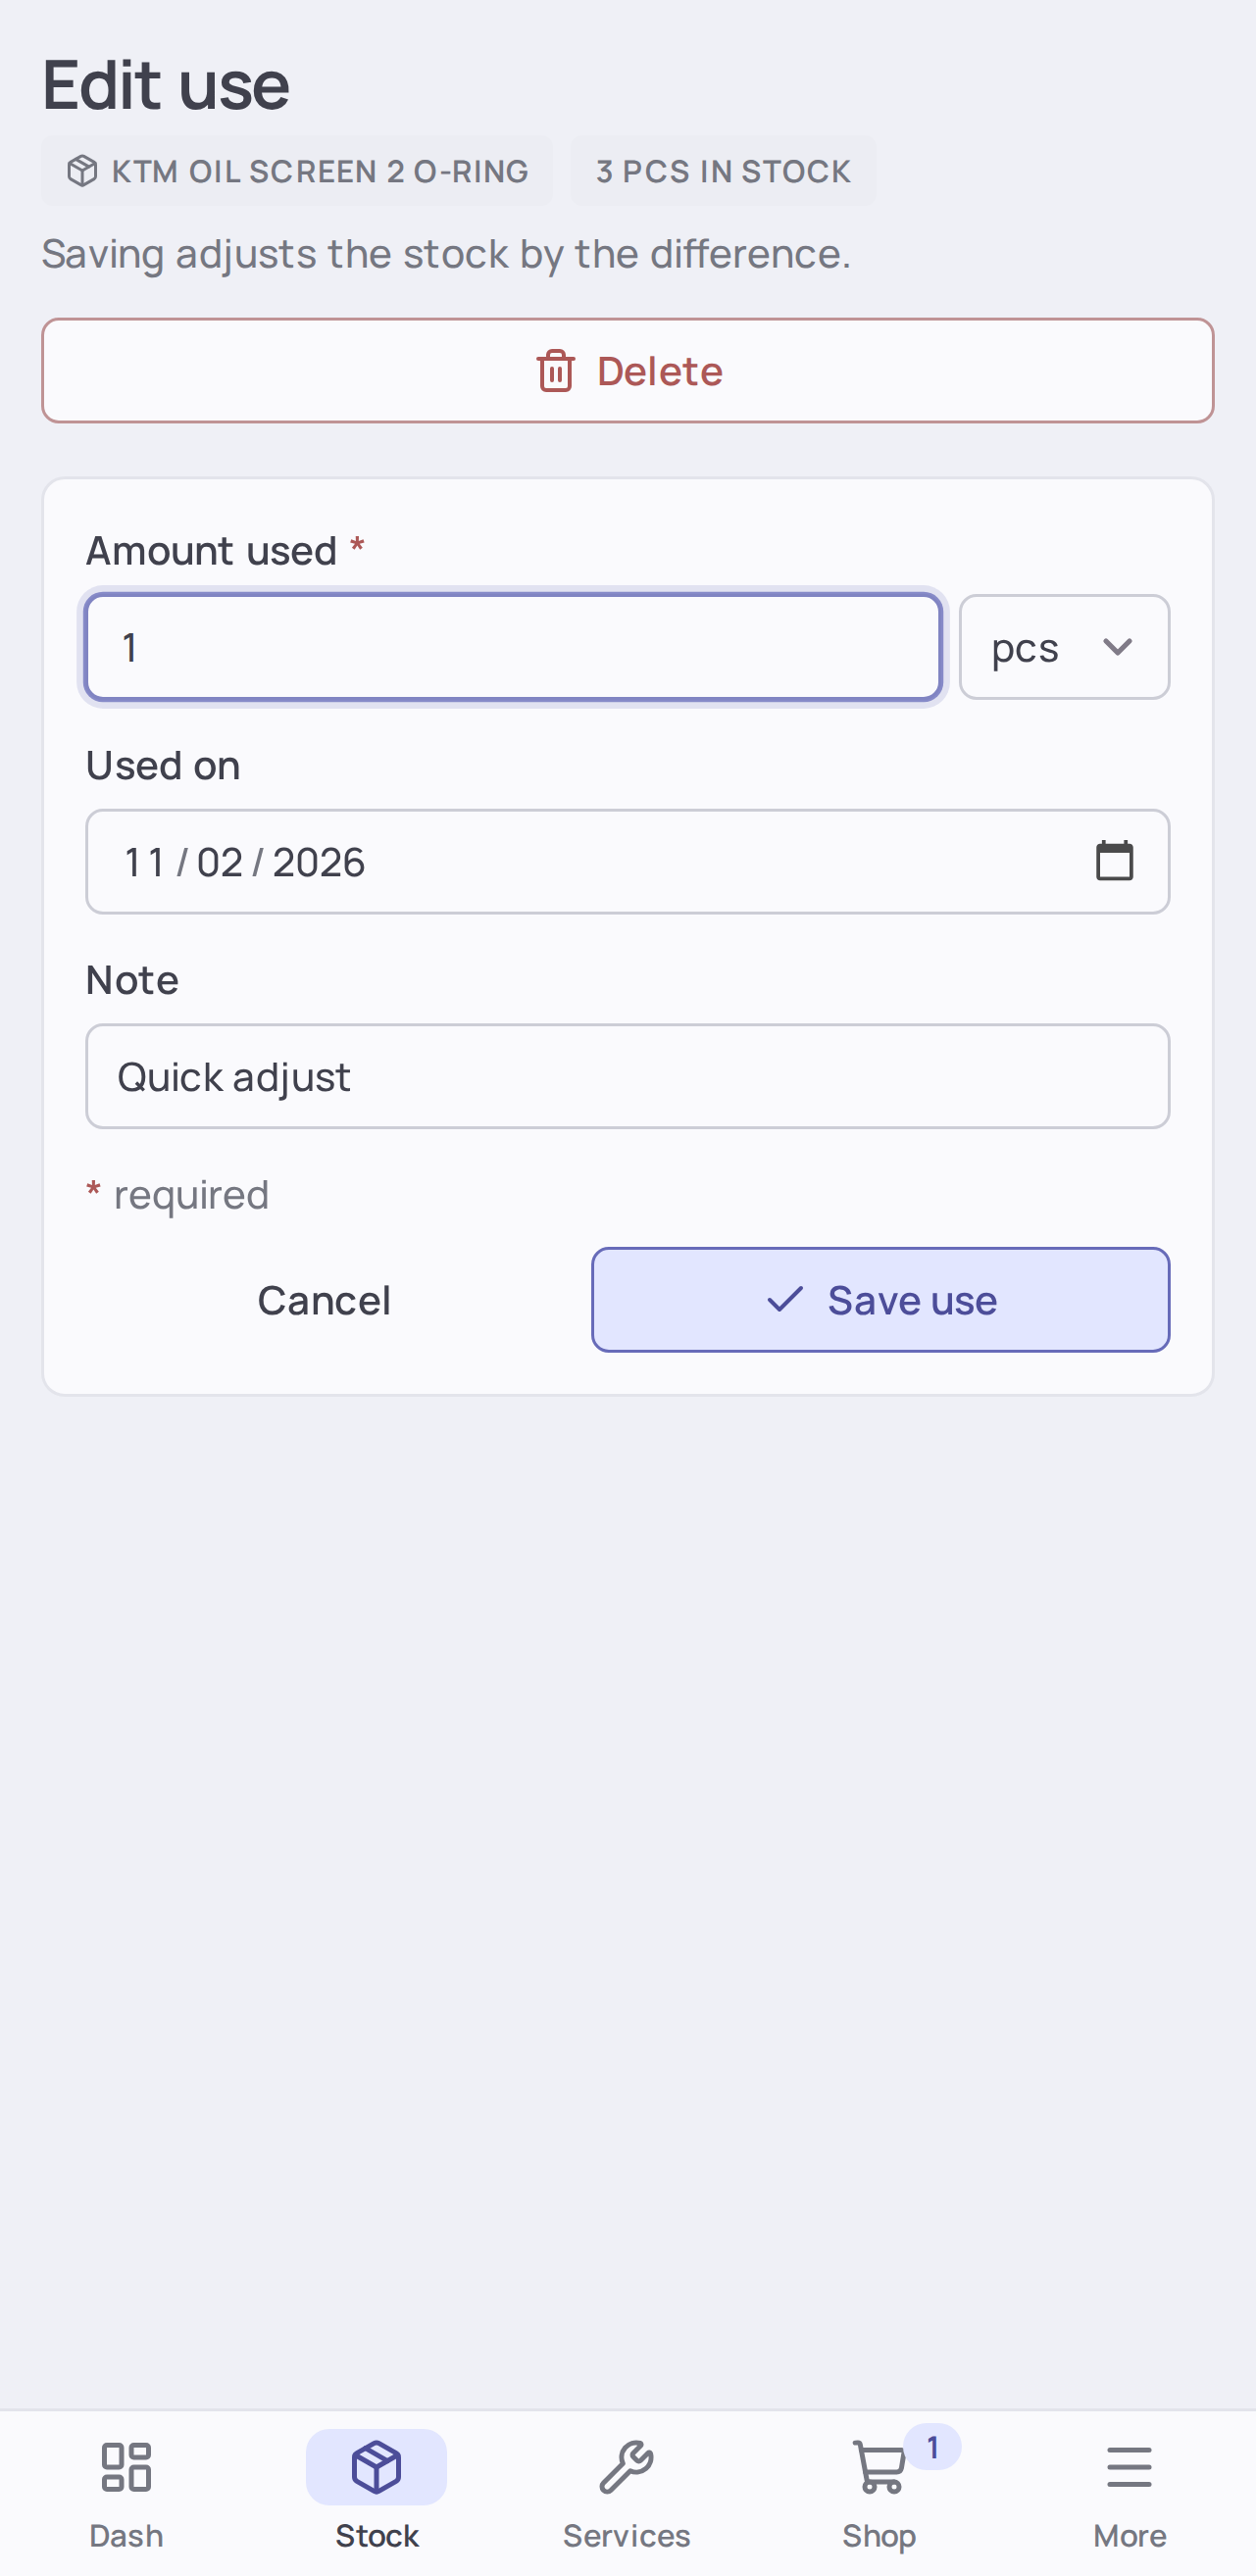 Edit use
KTM OIL SCREEN 2 O-RING 3 PCS IN STOCK
Saving adjusts the stock by the difference.
Delete
Amount used *
1 pcs
Used on
11/02/2026
Note
Quick adjust
* required
Cancel Save use
1
Dash Stock Services Shop More